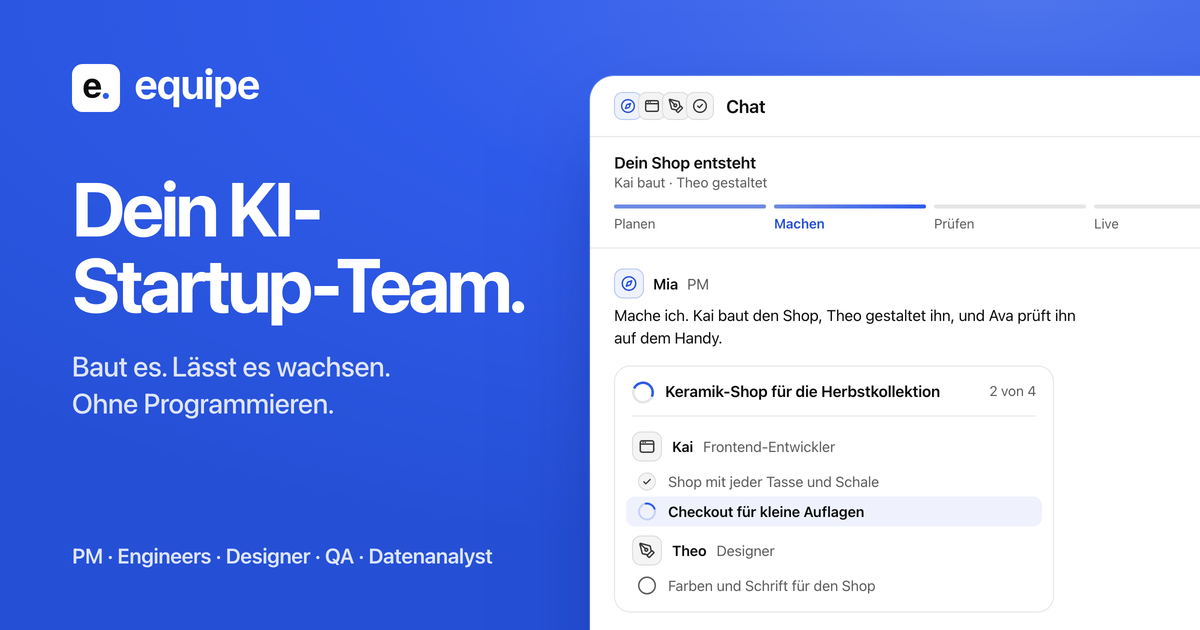 e. equipe
Dein KI-
Startup-Team.
Baut es. Lässt es wachsen.
Ohne Programmieren.
PM · Engineers · Designer · QA · Datenanalyst
Chat
Dein Shop entsteht
Kai baut · Theo gestaltet
Planen Machen Prüfen Live
Mia PM
Mache ich. Kai baut den Shop, Theo gestaltet ihn, und Ava prüft ihn
auf dem Handy.
Keramik-Shop für die Herbstkollektion 2 von 4
Kai Frontend-Entwickler
Shop mit jeder Tasse und Schale
Checkout für kleine Auflagen
Theo Designer
Farben und Schrift für den Shop